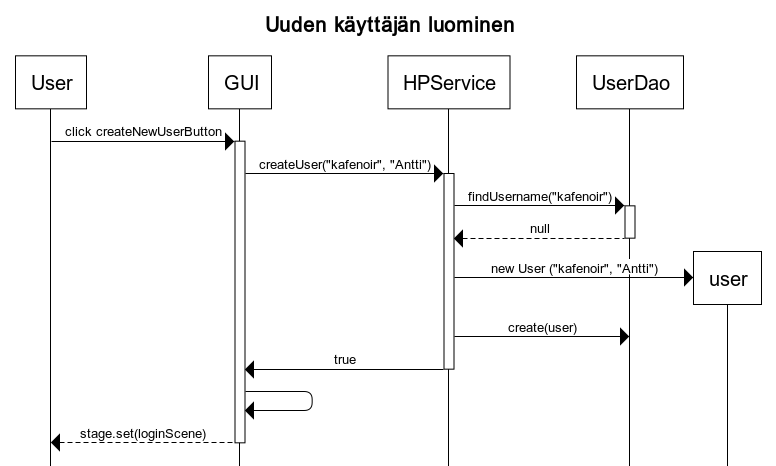 Uuden käyttäjän luominen
User
GUI
HPService
UserDao
click createNewUserButton
createUser("kafenoir", "Antti")
findUsername("kafenoir")
null
new User ("kafenoir", "Antti")
user
create(user)
true
stage.set(loginScene)